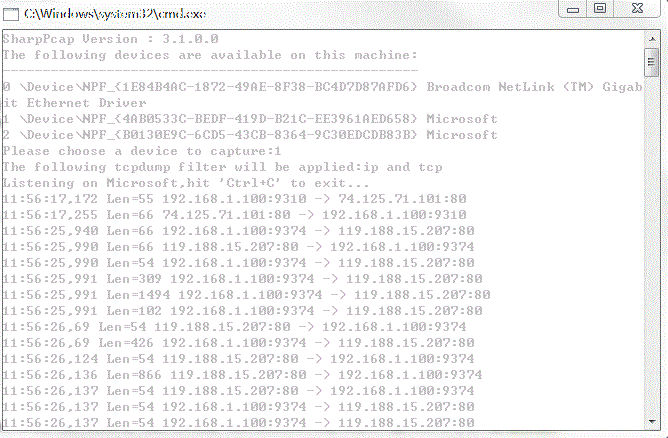 C:\Windows\system32\cmd.exe
SharpPcap Version : 3.1.0.0
The following devices are available on this machine:
----------------------------------------------------
0 \Device\NPF_{1E84B4AC-1872-49AE-8F38-BC4D7D87AFD6} Broadcom NetLink (TM) Gigab
it Ethernet Driver
1 \Device\NPF_{4AB0533C-BEDF-419D-B21C-EE3961AED658} Microsoft
2 \Device\NPF_{B0130E9C-6CD5-43CB-8364-9C30EDCDB83B} Microsoft
Please choose a device to capture:1
The following tcpdump filter will be applied:ip and tcp
Listening on Microsoft,hit 'Ctrl+C' to exit...
11:56:17,172 Len=55 192.168.1.100:9310 -> 74.125.71.101:80
11:56:17,255 Len=66 74.125.71.101:80 -> 192.168.1.100:9310
11:56:25,940 Len=66 192.168.1.100:9374 -> 119.188.15.207:80
11:56:25,990 Len=66 119.188.15.207:80 -> 192.168.1.100:9374
11:56:25,990 Len=54 192.168.1.100:9374 -> 119.188.15.207:80
11:56:25,991 Len=309 192.168.1.100:9374 -> 119.188.15.207:80
11:56:25,991 Len=1494 192.168.1.100:9374 -> 119.188.15.207:80
11:56:25,991 Len=102 192.168.1.100:9374 -> 119.188.15.207:80
11:56:26,69 Len=54 119.188.15.207:80 -> 192.168.1.100:9374
11:56:26,69 Len=426 192.168.1.100:9374 -> 119.188.15.207:80
11:56:26,124 Len=54 119.188.15.207:80 -> 192.168.1.100:9374
11:56:26,136 Len=866 119.188.15.207:80 -> 192.168.1.100:9374
11:56:26,137 Len=54 119.188.15.207:80 -> 192.168.1.100:9374
11:56:26,137 Len=54 192.168.1.100:9374 -> 119.188.15.207:80
11:56:26,137 Len=54 192.168.1.100:9374 -> 119.188.15.207:80